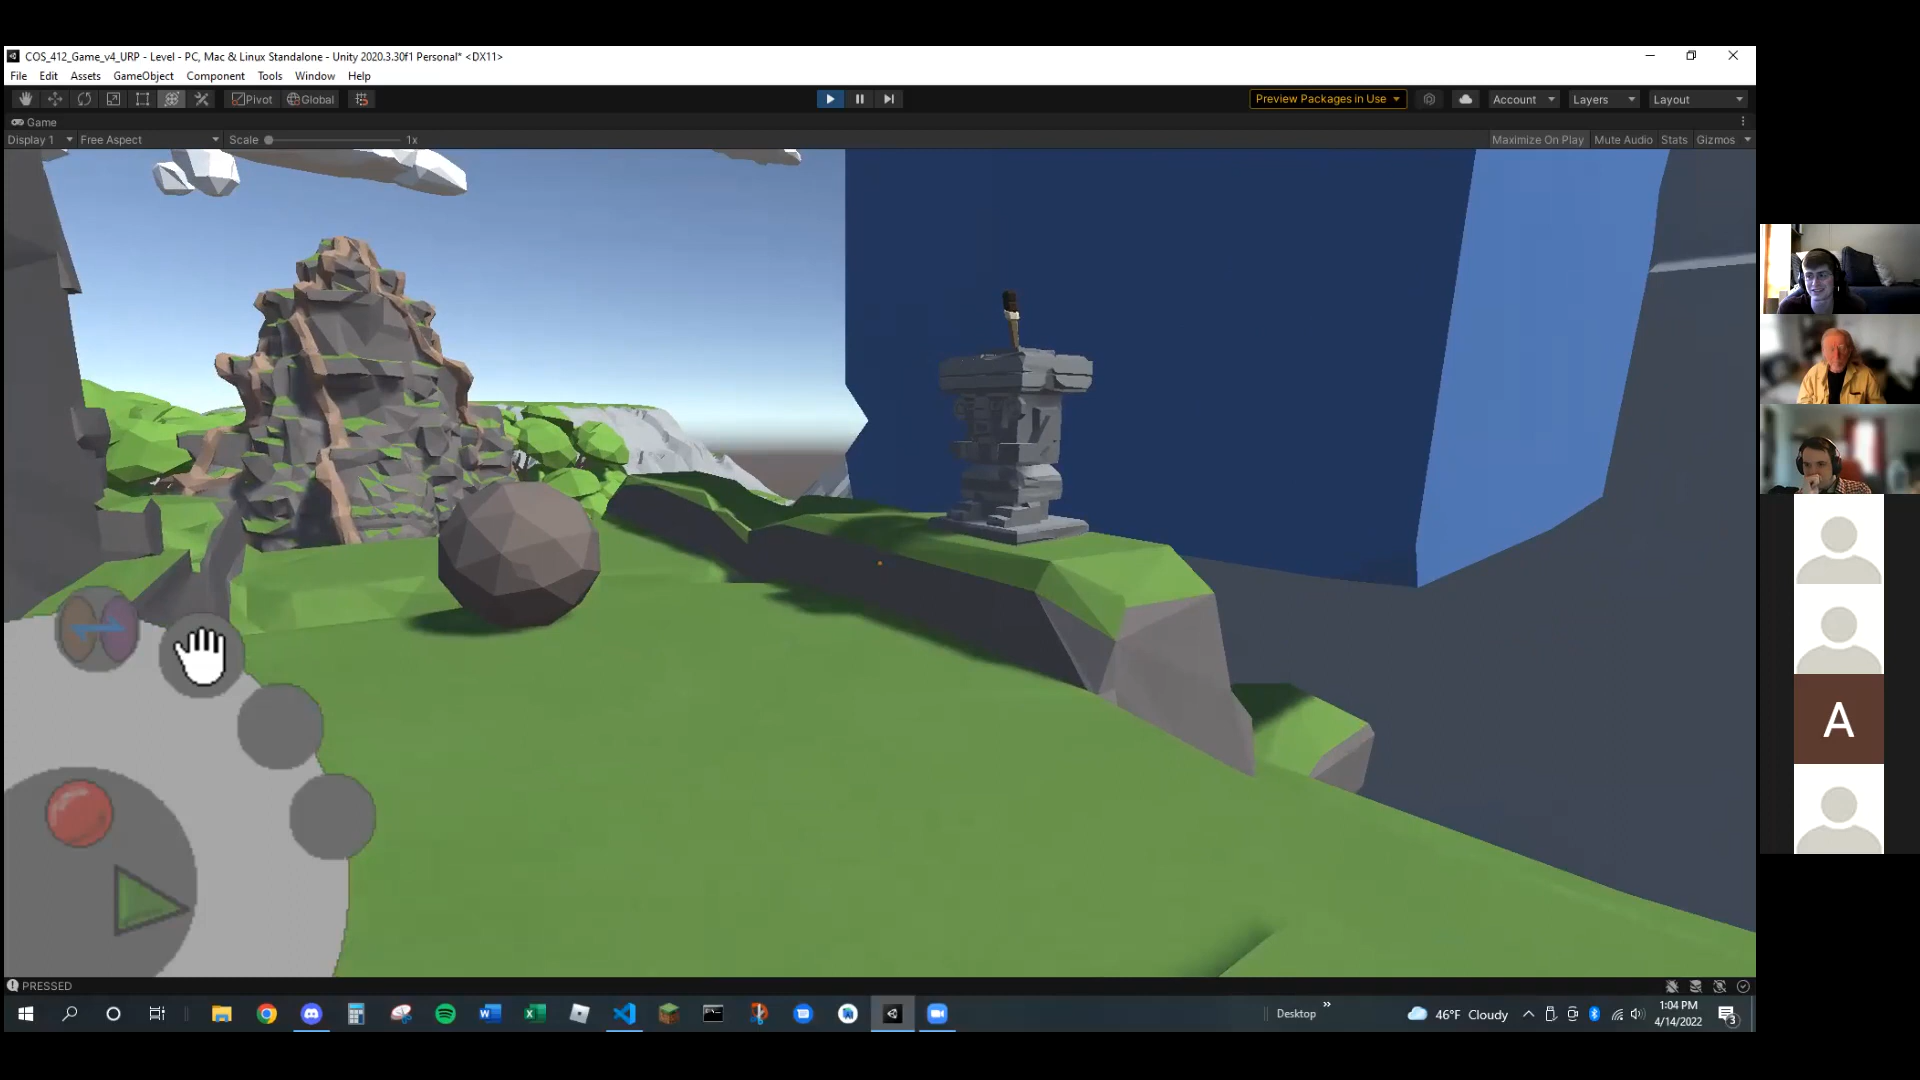 COS_412_Game_v4_URP - Level - PC, Mac & Linux Standalone - Unity 2020.3.30f1 Personal* <DX11>
File Edit Assets GameObject Component Tools Window Help
Pivot Global Preview Packages in Use Account Layers Layout
Game
Display 1 Free Aspect Scale 1x Maximize On Play Mute Audio Stats Gizmos
A
PRESSED
Desktop
46°F Cloudy
1:04 PM
4/14/2022
3